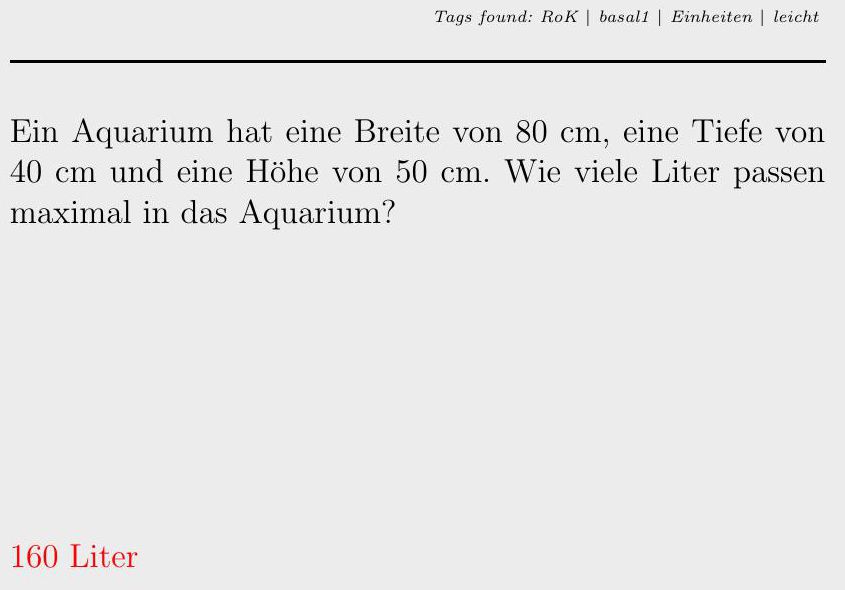 Tags found: RoK | basal1 | Einheiten | leicht
Ein Aquarium hat eine Breite von 80 cm, eine Tiefe von
40 cm und eine Höhe von 50 cm. Wie viele Liter passen
maximal in das Aquarium?
160 Liter